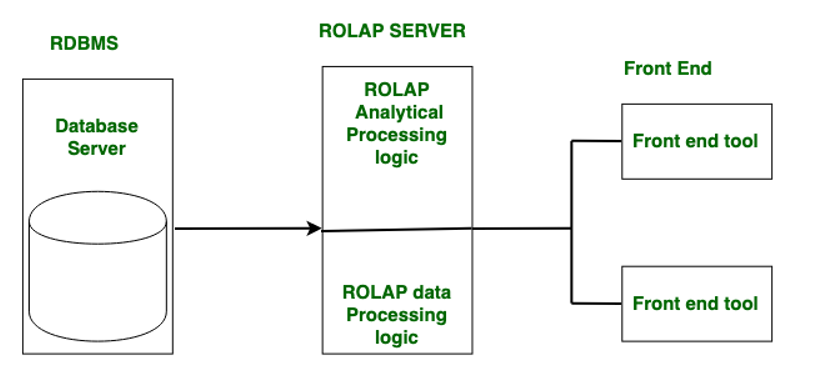 RDBMS
Database
Server
ROLAP SERVER
ROLAP
Analytical
Processing
logic
ROLAP data
Processing
logic
Front End
Front end tool
Front end tool